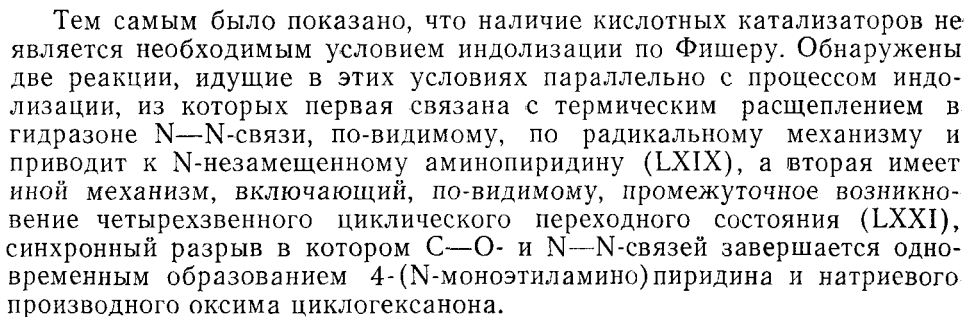 Тем самым было показано, что наличие кислотных катализаторов не
является необходимым условием индолизации по Фишеру. Обнаружены
две реакции, идущие в этих условиях параллельно с процессом индо-
лизации, из которых первая связана с термическим расщеплением в
гидразоне N—N-связи, по-видимому, по радикальному механизму и
приводит к N-незамещенному аминопиридину (LXIX), а вторая имеет
иной механизм, включающий, по-видимому, промежуточное возникно-
вение четырехзвенного циклического переходного состояния (LXXI),
синхронный разрыв в котором С—О- и N—N-связей завершается одно-
временным образованием 4-(N-моноэтиламино)пиридина и натриевого
производного оксима циклогексанона.